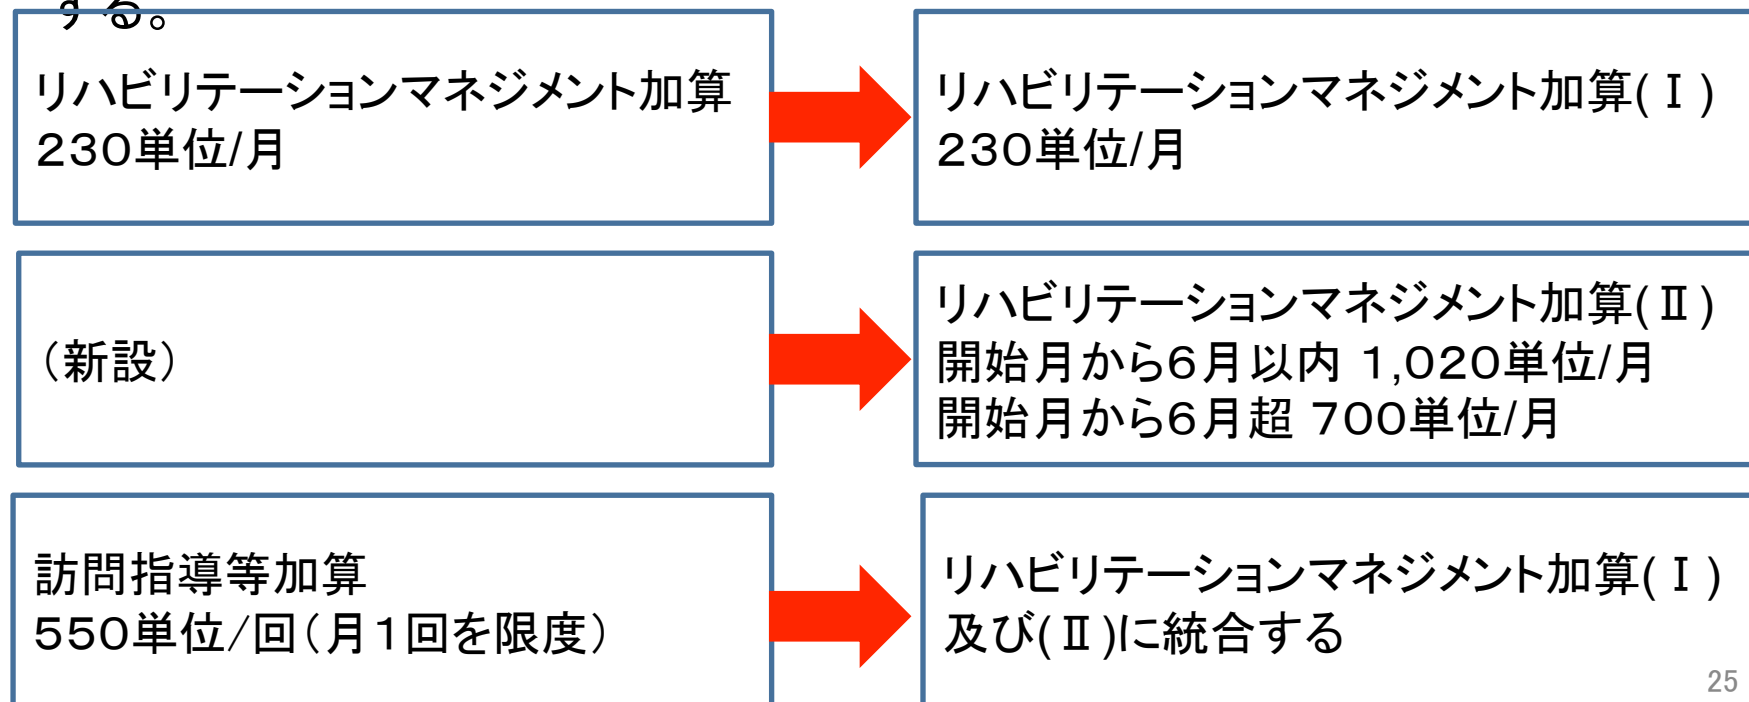 する。
リハビリテーションマネジメント加算
230単位/月
リハビリテーションマネジメント加算(Ⅰ)
230単位/月
（新設）
リハビリテーションマネジメント加算(Ⅱ)
開始月から6月以内 1,020単位/月
開始月から6月超 700単位/月
訪問指導等加算
550単位/回（月1回を限度）
リハビリテーションマネジメント加算(Ⅰ)
及び(Ⅱ)に統合する
25